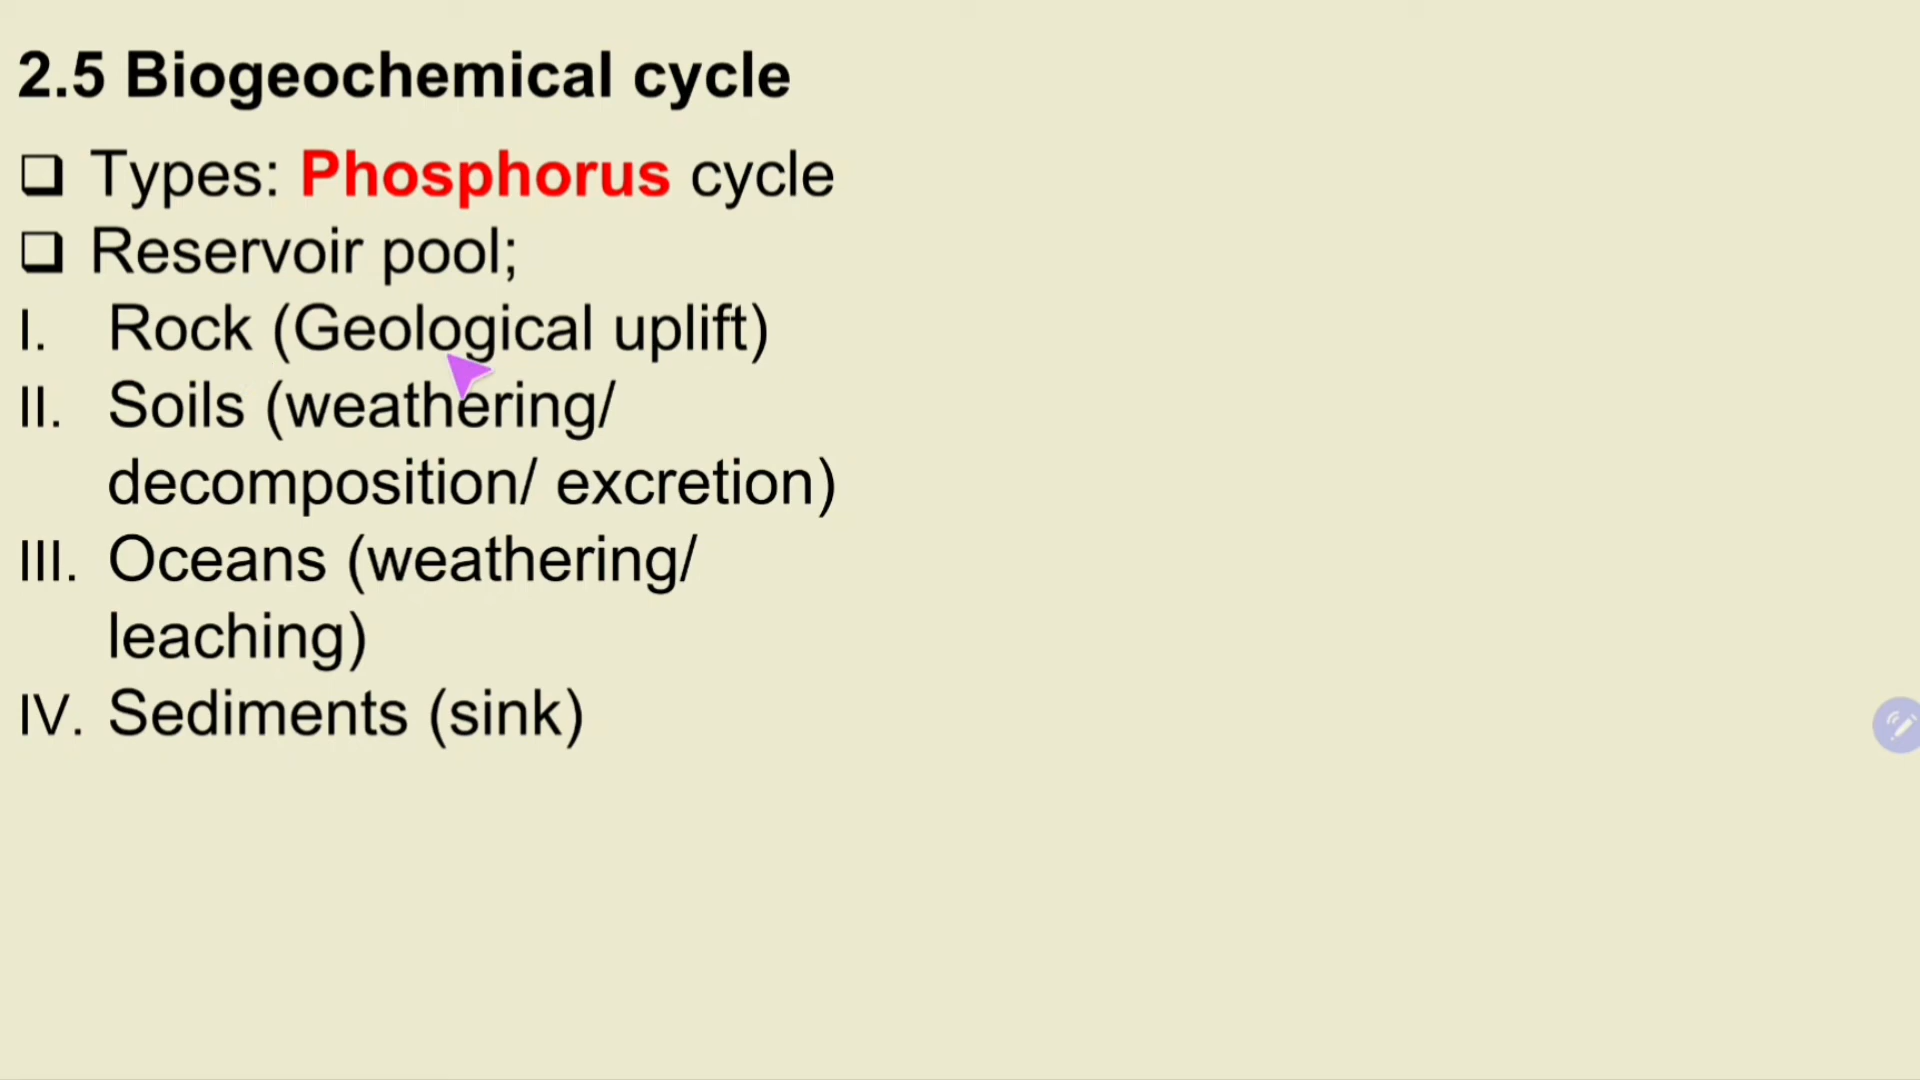 2.5 Biogeochemical cycle
❑ Types: Phosphorus cycle
❑ Reservoir pool;
I. Rock (Geological uplift)
II. Soils (weathering/
decomposition/ excretion)
III. Oceans (weathering/
leaching)
IV. Sediments (sink)